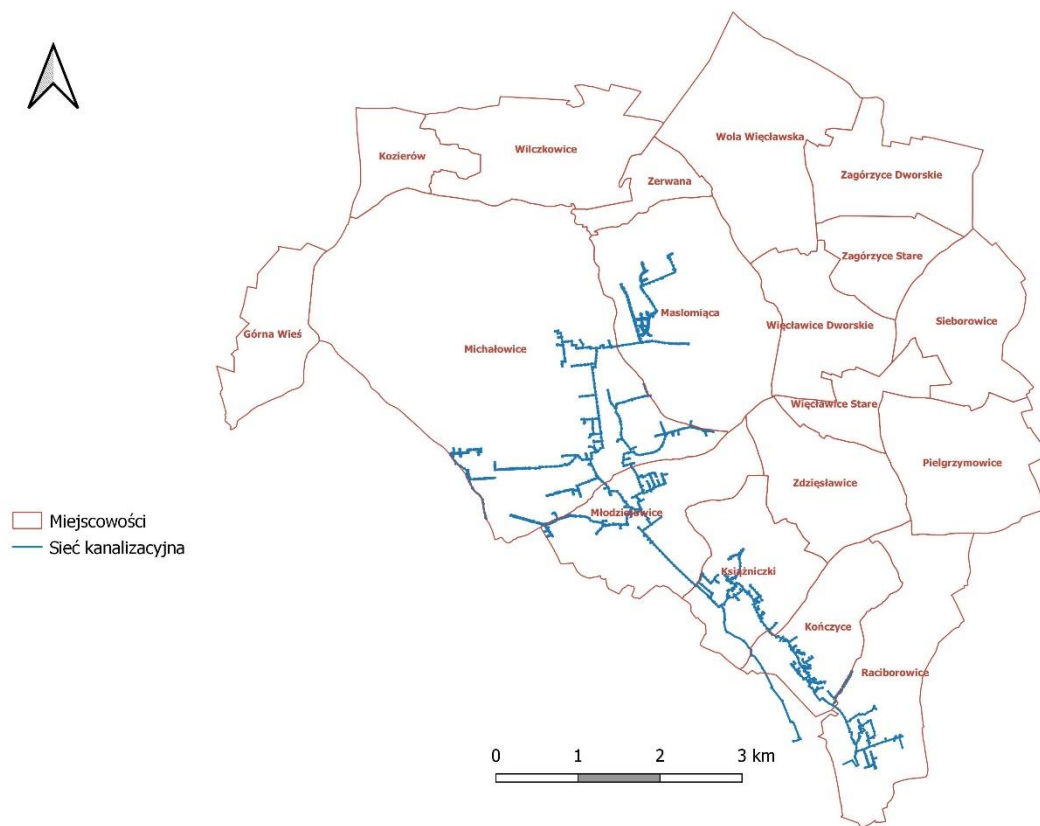 Wola Więcławska
Wilczkowice
Kozierów
Zagórzyce Dworskie
Zerwana
Zagórzyce Stare
Maslomiąca
Sieborowice
Więcławice Dworskie
Górna Wieś
Michałowice
Więcławice Stare
Pielgrzymowice
Zdzięsławice
Młodziejowice
Miejscowości
Sieć kanalizacyjna
Książniczki
Kończyce
Raciborowice
0 1 2 3 km